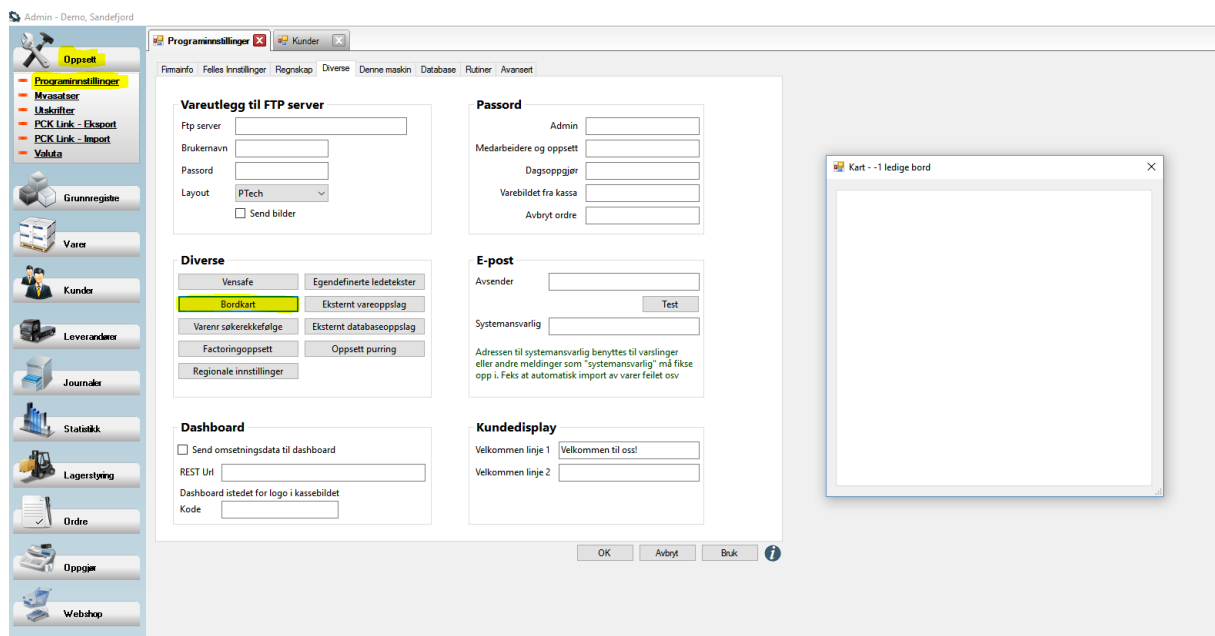 Admin - Demo, Sandefjord
Oppsett
Programinnstillinger
Mvasatser
Utskrifter
PCK Link - Eksport
PCK Link - Import
Valuta
Grunnregistre
Varer
Kunder
Leverandører
Journaler
Statistikk
Lagerstyring
Ordre
Oppgjør
Webshop
Programinnstillinger Kunder
Firmainfo Felles Innstillinger Regnskap Diverse Denne maskin Database Rutiner Avansert
Vareutlegg til FTP server
Ftp server
Brukernavn
Passord
Layout PTech
Send bilder
Passord
Admin
Medarbeidere og oppsett
Dagsoppgjør
Varebildet fra kassa
Avbryt ordre
Diverse
Vensafe Egendefinerte ledetekster
Bordkart Eksternt vareoppslag
Varenr søkerekkefølge Eksternt databaseoppslag
Factoringoppsett Oppsett purring
Regionale innstillinger
E-post
Avsender
Test
Systemansvarlig
Adressen til systemansvarlig benyttes til varslinger
eller andre meldinger som "systemansvarlig" må fikse
opp i. Feks at automatisk import av varer feilet osv
Dashboard
Send omsetningsdata til dashboard
REST Url
Dashboard istedet for logo i kassebildet
Kode
Kundedisplay
Velkommen linje 1 Velkommen til oss!
Velkommen linje 2
OK Avbryt Bruk
Kart - -1 ledige bord